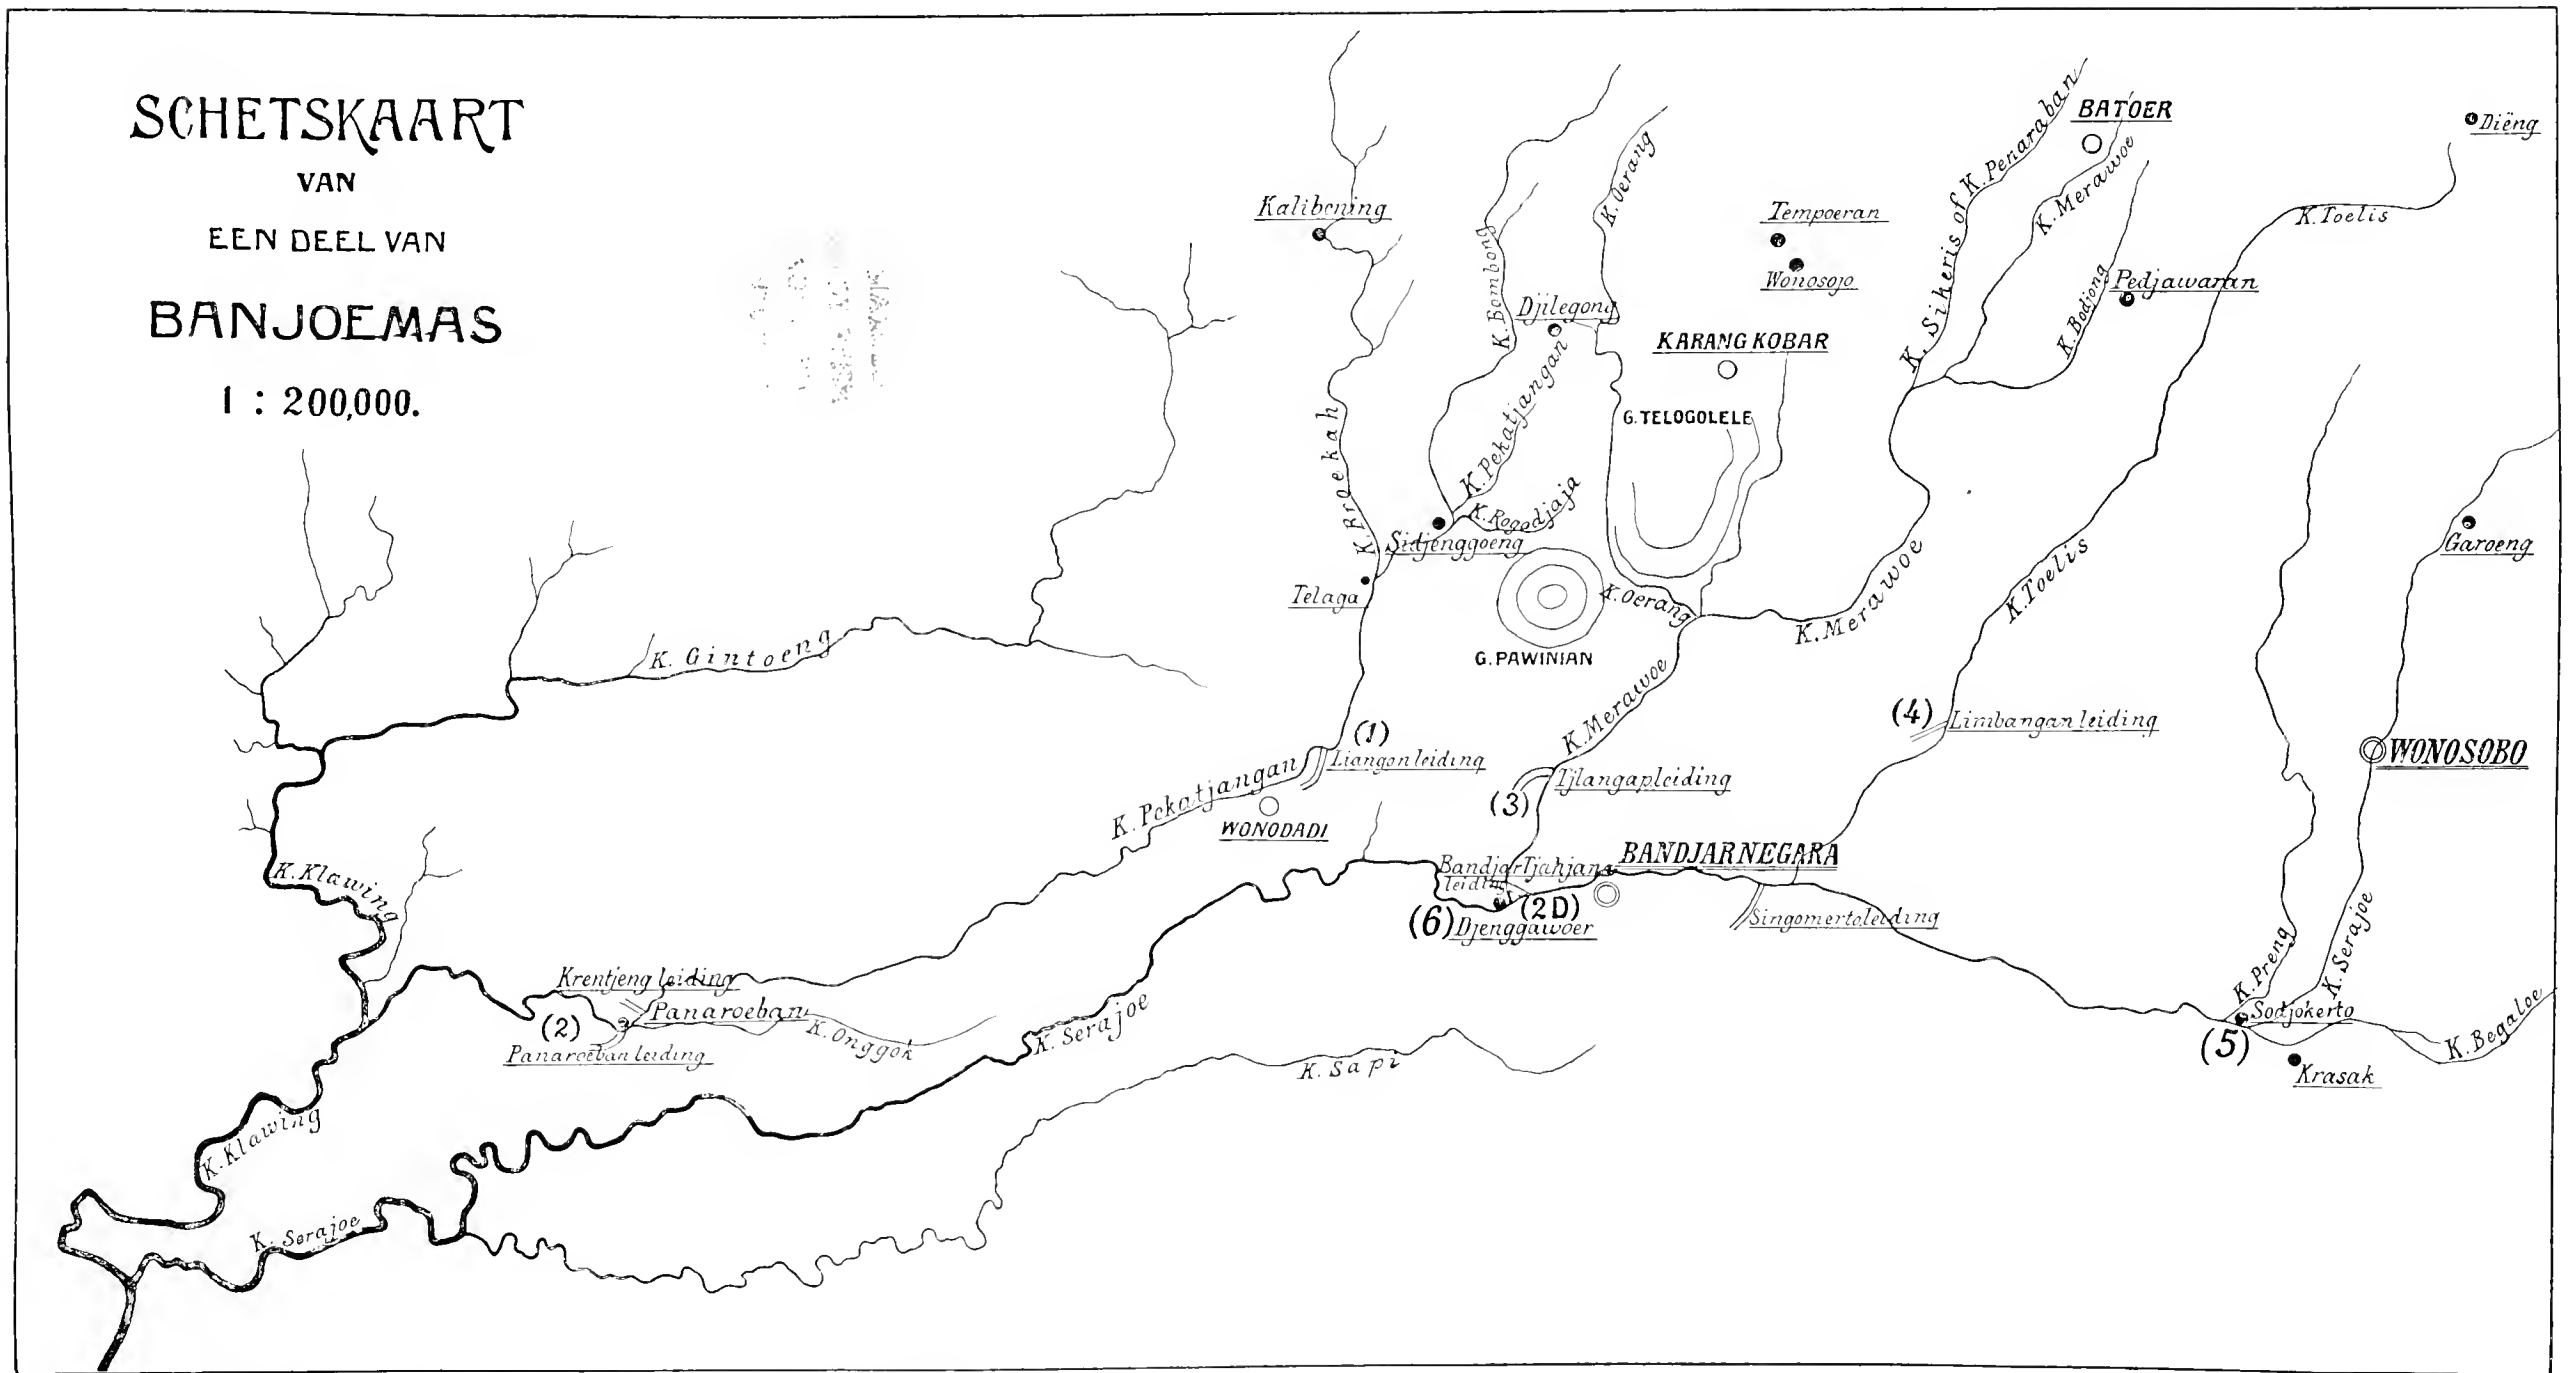 SCHETSKAART
VAN
EEN DEEL VAN
BANJOEMAS
1 : 200,000.
Kalibening
K. Bombong
K. Oerang
Djilegong
Tempoeran
Wonosojo
KARANG KOBAR
G. TELOGOLELE
K. Sikeris of K. Penaraban
BATOER
K. Merawoe
K. Bodjong
Pedjawaran
Diëng
K. Toelis
K. Broekah
K. Pekatjangan
K. Rogodjaja
Sidjenggoeng
Telaga
G. PAWINIAN
K. Oerang
K. Merawoe
K. Merawoe
K. Toelis
Garoeng
K. Gintoeng
(1)
Liangan leiding
K. Pekatjangan
WONODADI
(3)
Tjlangapleiding
(4)
Limbangan leiding
WONOSOBO
K. Klawing
Bandjar Tjahjana
leiding
BANDJARNEGARA
(6)
Djenggawoer
(2D)
Singomertoleiding
K. Preng
K. Serajoe
Sodjokerto
(5)
K. Begaloe
Krasak
Krentjeng leiding
(2)
Panaroeban
Panaroeban leiding
K. Onggok
K. Serajoe
K. Sapi
K. Klawing
K. Serajoe